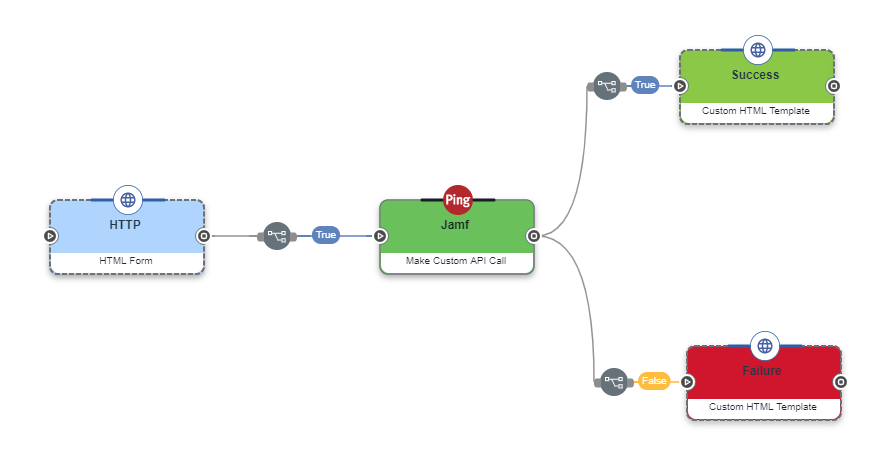 HTTP
HTML Form
True
Ping
Jamf
Make Custom API Call
True
Success
Custom HTML Template
False
Failure
Custom HTML Template